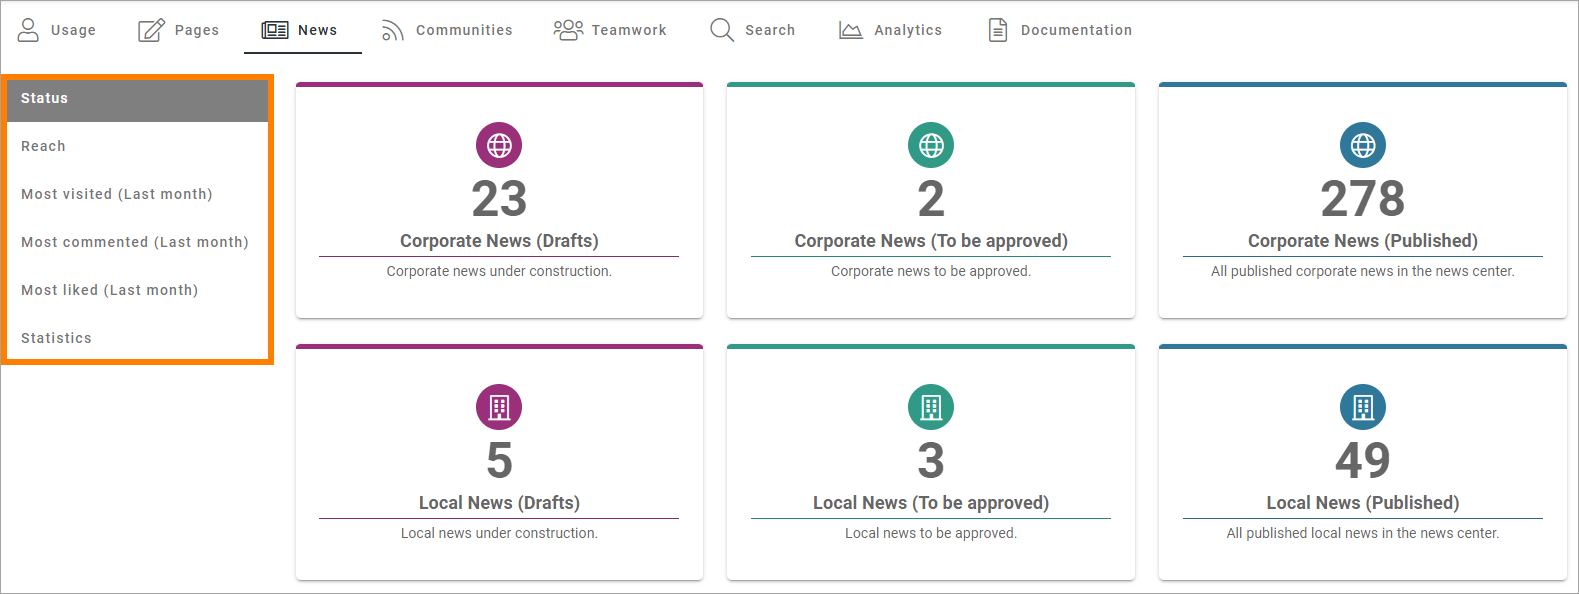 Usage Pages News Communities Teamwork Search Analytics Documentation
Status
Reach
Most visited (Last month)
Most commented (Last month)
Most liked (Last month)
Statistics
23
Corporate News (Drafts)
Corporate news under construction.
2
Corporate News (To be approved)
Corporate news to be approved.
278
Corporate News (Published)
All published corporate news in the news center.
5
Local News (Drafts)
Local news under construction.
3
Local News (To be approved)
Local news to be approved.
49
Local News (Published)
All published local news in the news center.